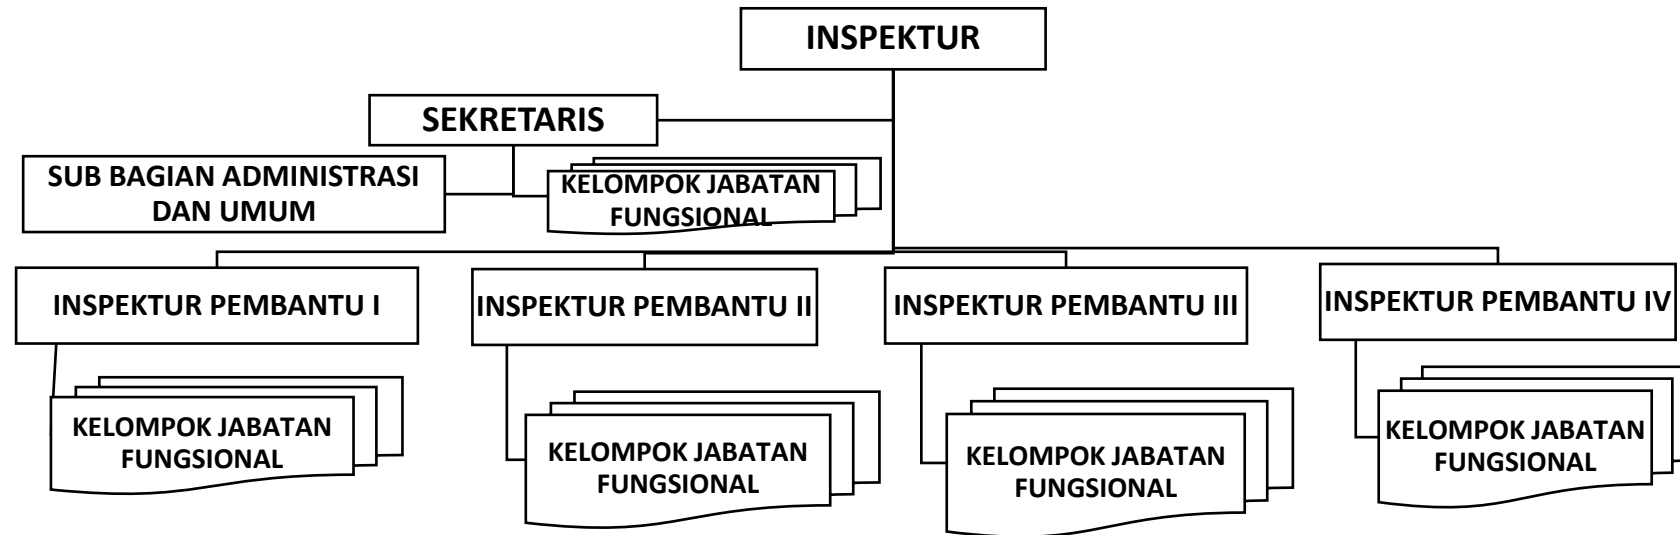 INSPEKTUR
SEKRETARIS
SUB BAGIAN ADMINISTRASI
DAN UMUM
KELOMPOK JABATAN
FUNGSIONAL
INSPEKTUR PEMBANTU I
INSPEKTUR PEMBANTU II
INSPEKTUR PEMBANTU III
INSPEKTUR PEMBANTU IV
KELOMPOK JABATAN
FUNGSIONAL
KELOMPOK JABATAN
FUNGSIONAL
KELOMPOK JABATAN
FUNGSIONAL
KELOMPOK JABATAN
FUNGSIONAL